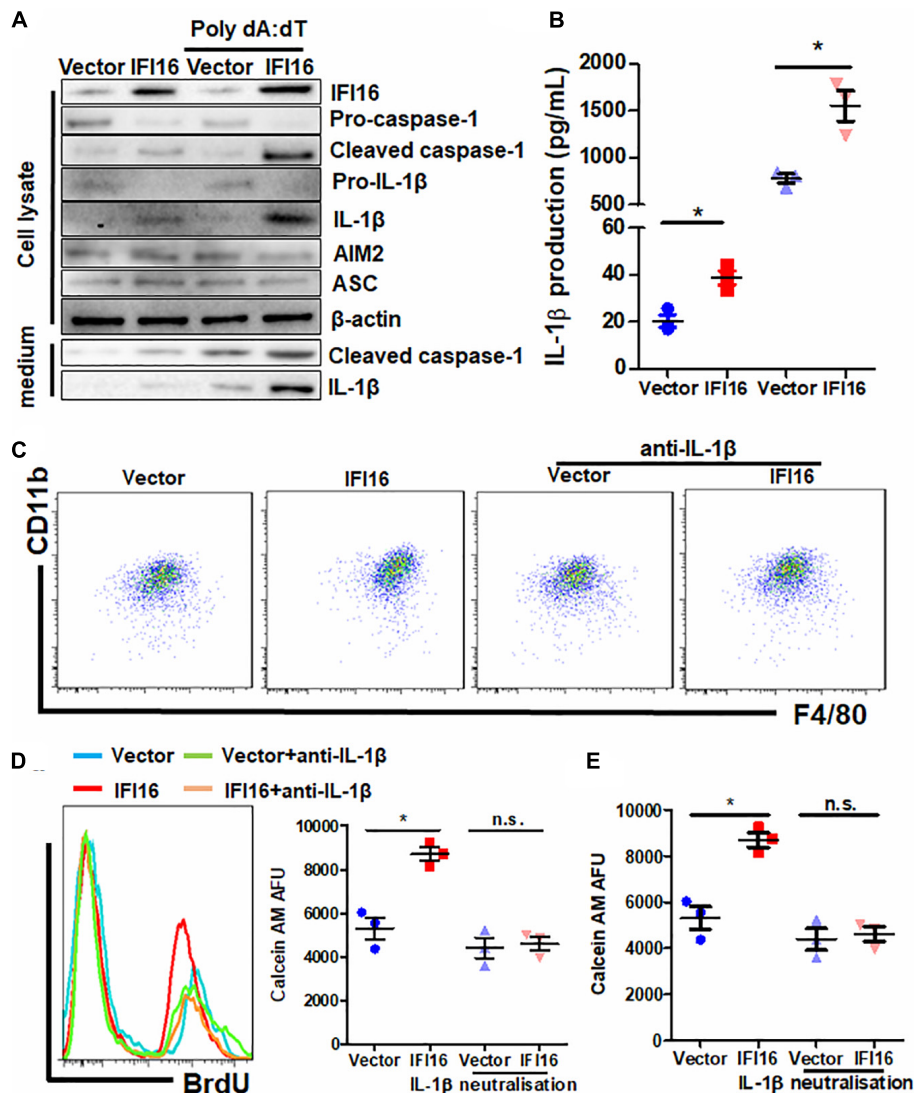 A
Poly dA:dT
Vector IFI16 Vector IFI16
IFI16
Pro-caspase-1
Cleaved caspase-1
Pro-IL-1β
IL-1β
AIM2
ASC
β-actin
Cleaved caspase-1
IL-1β
Cell lysate
medium
B
IL-1β production (pg/mL)
2000
1500
1000
500
60
40
20
0
*
*
Vector IFI16 Vector IFI16
C
anti-IL-1β
Vector IFI16 Vector IFI16
CD11b
F4/80
D
Vector Vector+anti-IL-1β
IFI16 IFI16+anti-IL-1β
BrdU
Calcein AM AFU
10000
8000
6000
4000
2000
0
* n.s.
Vector IFI16 Vector IFI16
IL-1β neutralisation
E
Calcein AM AFU
10000
8000
6000
4000
2000
0
* n.s.
Vector IFI16 Vector IFI16
IL-1β neutralisation